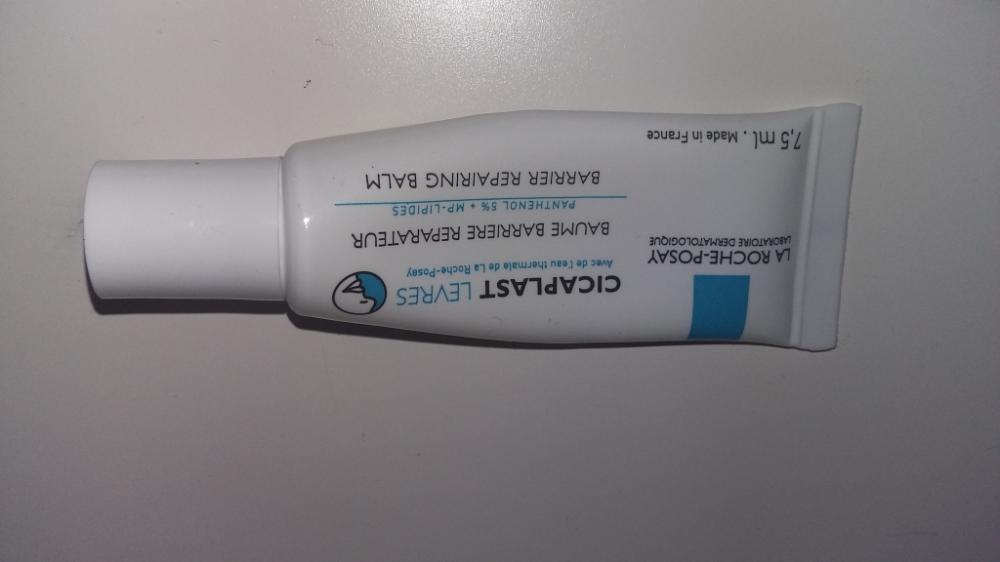 LA ROCHE-POSAY
LABORATOIRE DERMATOLOGIQUE
CICAPLAST LEVRES
Avec de l'eau thermale de La Roche-Posay
BAUME BARRIERE REPARATEUR
PANTHENOL 5% + MP-LIPIDES
BARRIER REPAIRING BALM
7,5 ml . Made in France